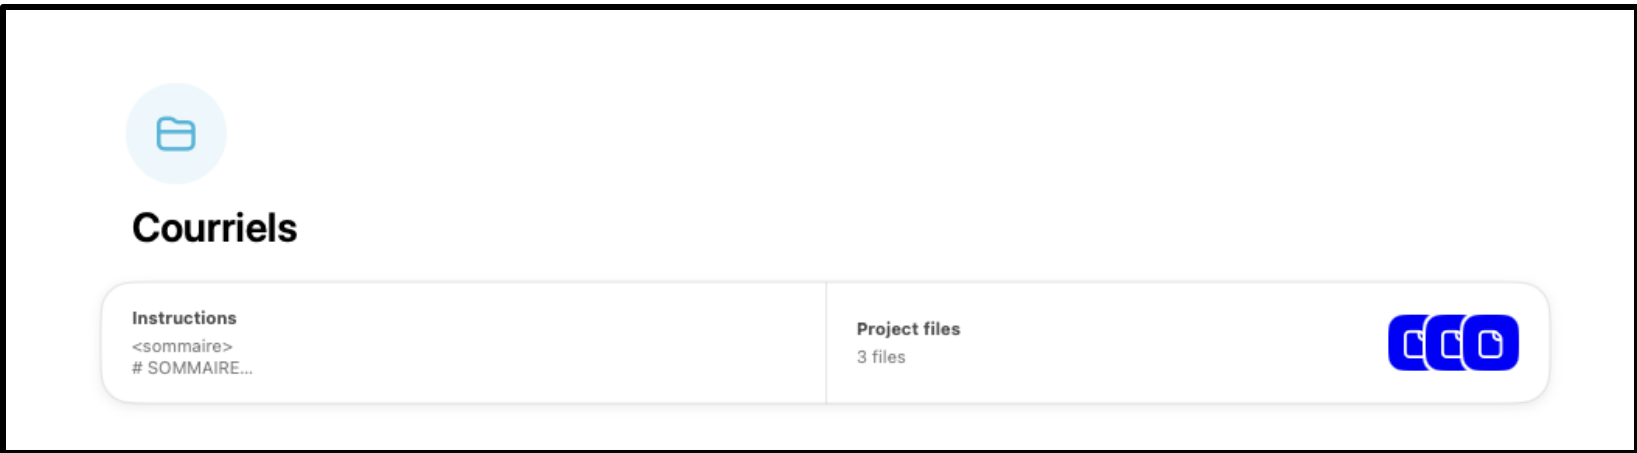 Courriels
Instructions
<sommaire>
# SOMMAIRE...
Project files
3 files